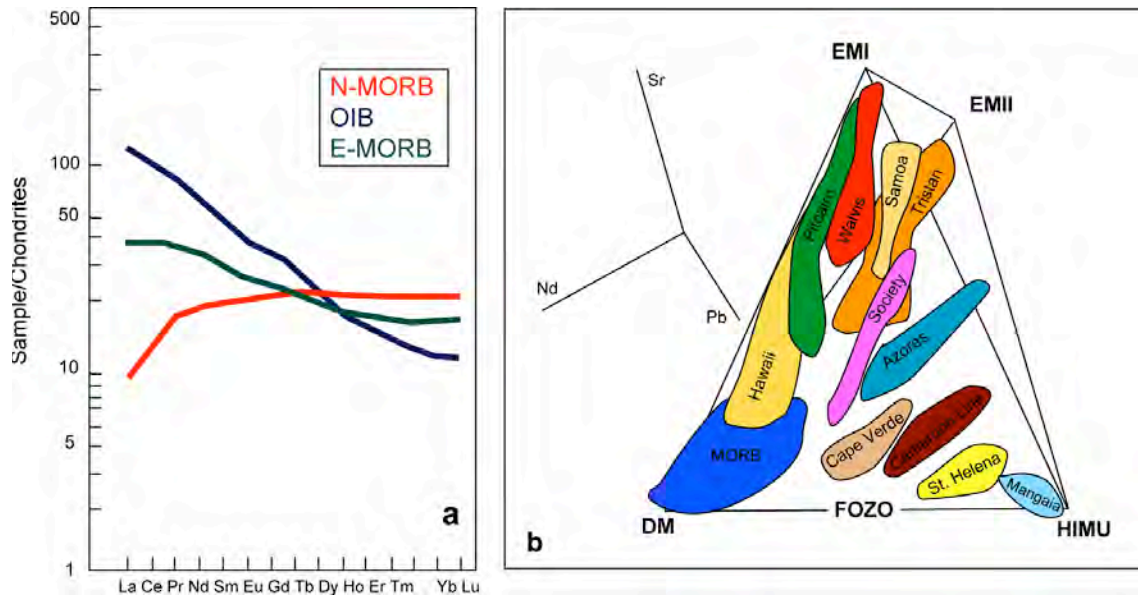 500
100
50
10
5
1
Sample/Chondrites
N-MORB
OIB
E-MORB
a
La Ce Pr Nd Sm Eu Gd Tb Dy Ho Er Tm Yb Lu
EMI
EMII
Sr
Nd
Pb
Pitcairn
Walvis
Samoa
Tristan
Society
Azores
Hawaii
MORB
Cape Verde
Cameroon Line
St. Helena
Mangaia
DM
FOZO
HIMU
b